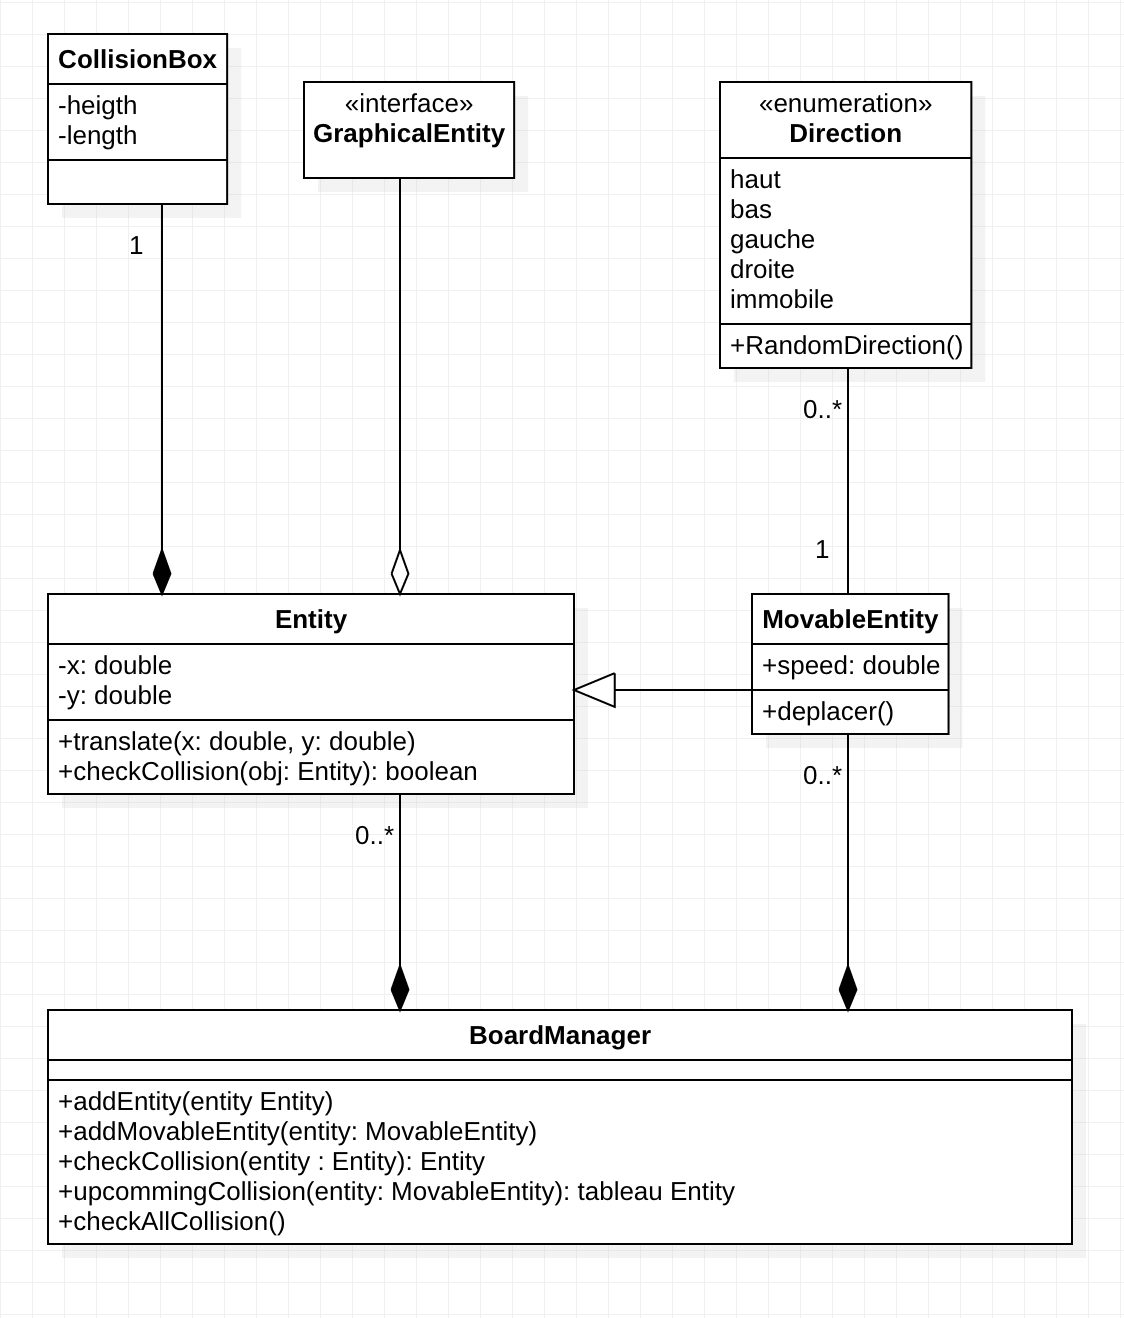 CollisionBox
-heigth
-length
«interface»
GraphicalEntity
«enumeration»
Direction
haut
bas
gauche
droite
immobile
+RandomDirection()
1
0..*
1
Entity
-x: double
-y: double
+translate(x: double, y: double)
+checkCollision(obj: Entity): boolean
MovableEntity
+speed: double
+deplacer()
0..*
0..*
BoardManager
+addEntity(entity Entity)
+addMovableEntity(entity: MovableEntity)
+checkCollision(entity : Entity): Entity
+upcommingCollision(entity: MovableEntity): tableau Entity
+checkAllCollision()